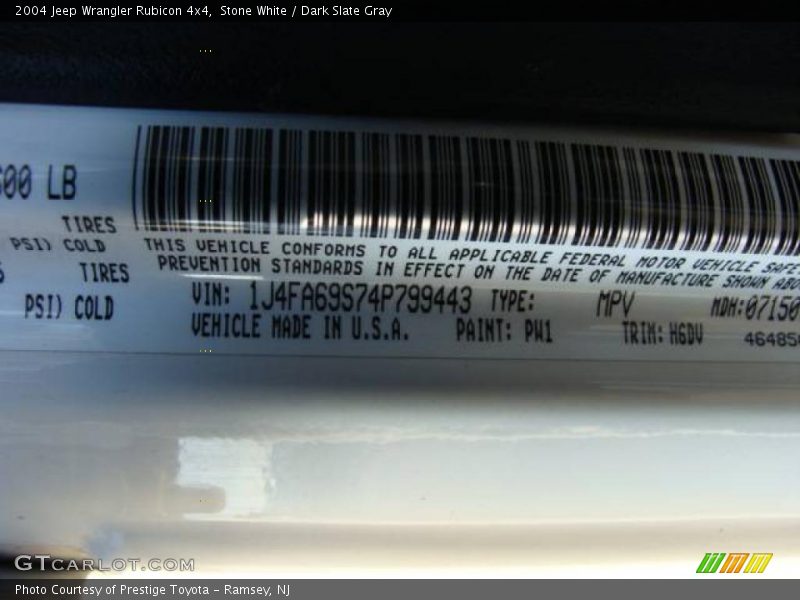 2004 Jeep Wrangler Rubicon 4x4, Stone White / Dark Slate Gray
600 LB
TIRES
PSI) COLD
TIRES
PSI) COLD
THIS VEHICLE CONFORMS TO ALL APPLICABLE FEDERAL MOTOR VEHICLE SAFE
PREVENTION STANDARDS IN EFFECT ON THE DATE OF MANUFACTURE SHOWN ABO
VIN: 1J4FA69S74P799443 TYPE: MPV MDH:07150
VEHICLE MADE IN U.S.A. PAINT: PW1 TRIM: H6DV 46485
GTCARLOT.COM
Photo Courtesy of Prestige Toyota - Ramsey, NJ